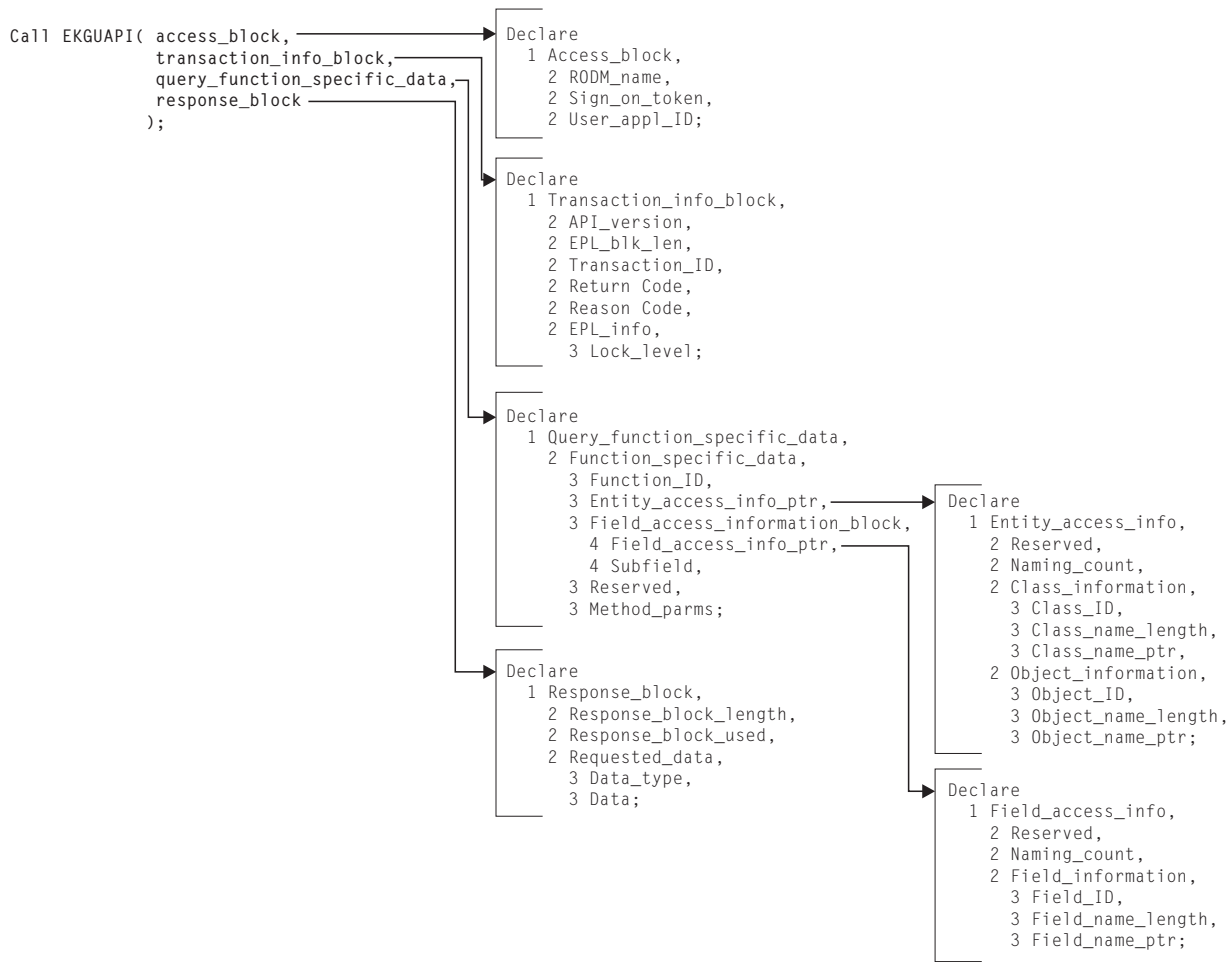 Call EKGUAPI( access_block,
transaction_info_block,
query_function_specific_data,
response_block
);
Declare
1 Access_block,
2 RODM_name,
2 Sign_on_token,
2 User_appl_ID;
Declare
1 Transaction_info_block,
2 API_version,
2 EPL_blk_len,
2 Transaction_ID,
2 Return Code,
2 Reason Code,
2 EPL_info,
3 Lock_level;
Declare
1 Query_function_specific_data,
2 Function_specific_data,
3 Function_ID,
3 Entity_access_info_ptr,
3 Field_access_information_block,
4 Field_access_info_ptr,
4 Subfield,
3 Reserved,
3 Method_parms;
Declare
1 Response_block,
2 Response_block_length,
2 Response_block_used,
2 Requested_data,
3 Data_type,
3 Data;
Declare
1 Entity_access_info,
2 Reserved,
2 Naming_count,
2 Class_information,
3 Class_ID,
3 Class_name_length,
3 Class_name_ptr,
2 Object_information,
3 Object_ID,
3 Object_name_length,
3 Object_name_ptr;
Declare
1 Field_access_info,
2 Reserved,
2 Naming_count,
2 Field_information,
3 Field_ID,
3 Field_name_length,
3 Field_name_ptr;